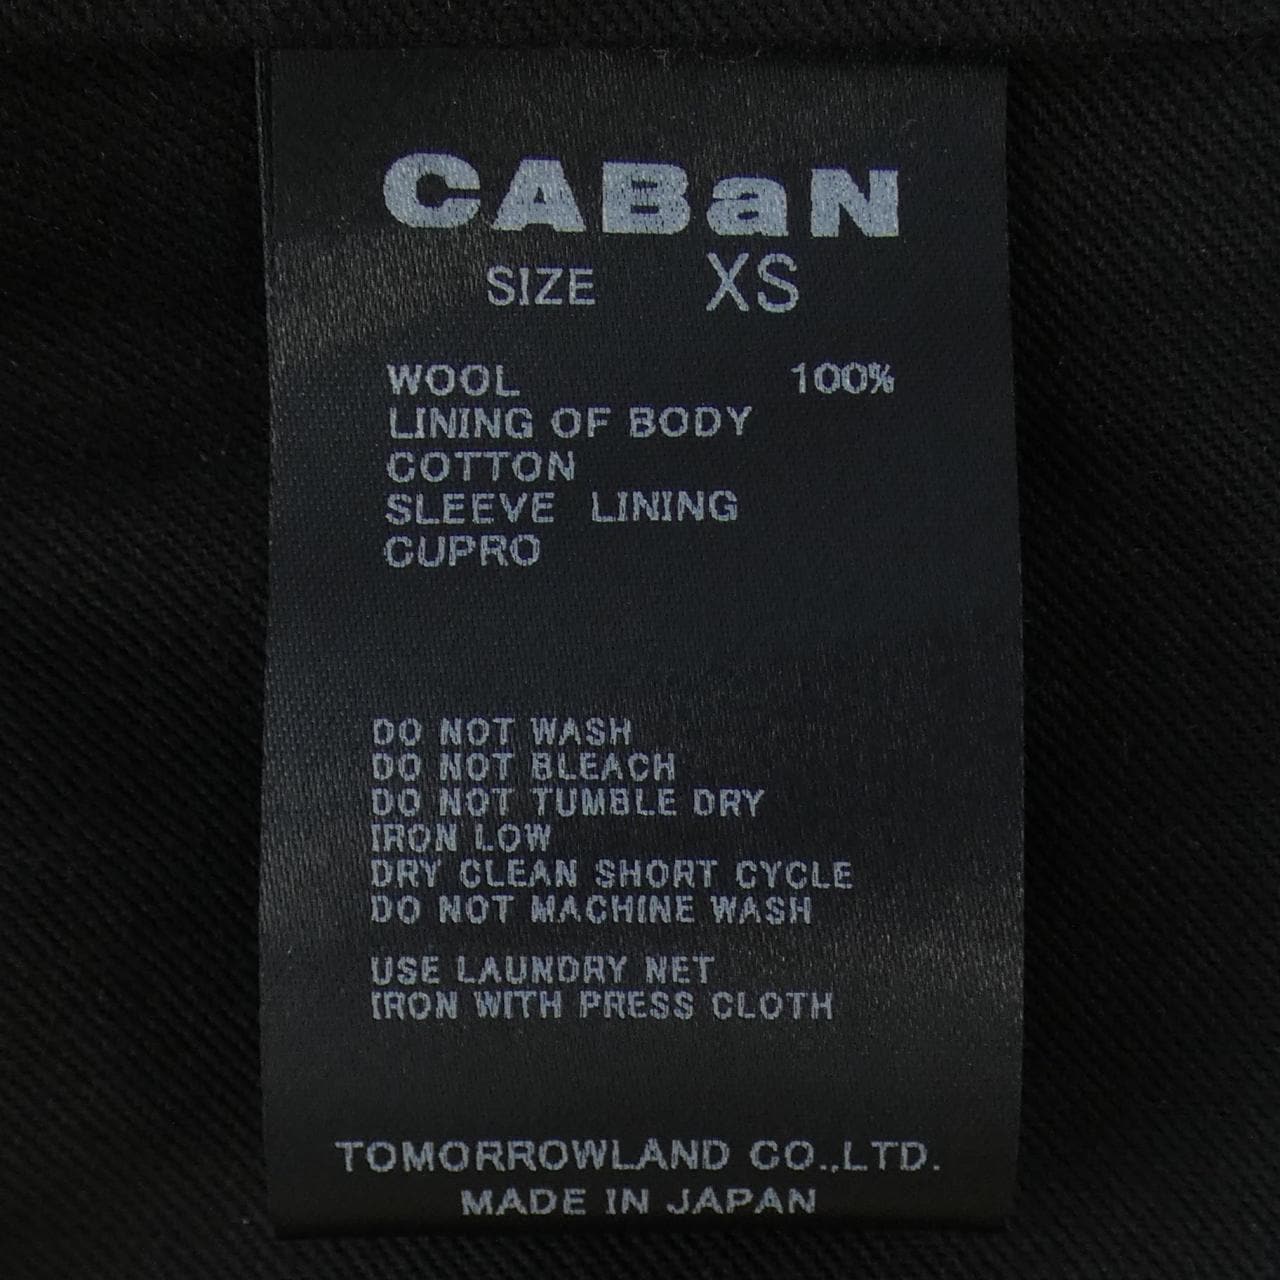 CABaN
SIZE XS
WOOL 100%
LINING OF BODY
COTTON
SLEEVE LINING
CUPRO
DO NOT WASH
DO NOT BLEACH
DO NOT TUMBLE DRY
IRON LOW
DRY CLEAN SHORT CYCLE
DO NOT MACHINE WASH
USE LAUNDRY NET
IRON WITH PRESS CLOTH
TOMORROWLAND CO.,LTD.
MADE IN JAPAN